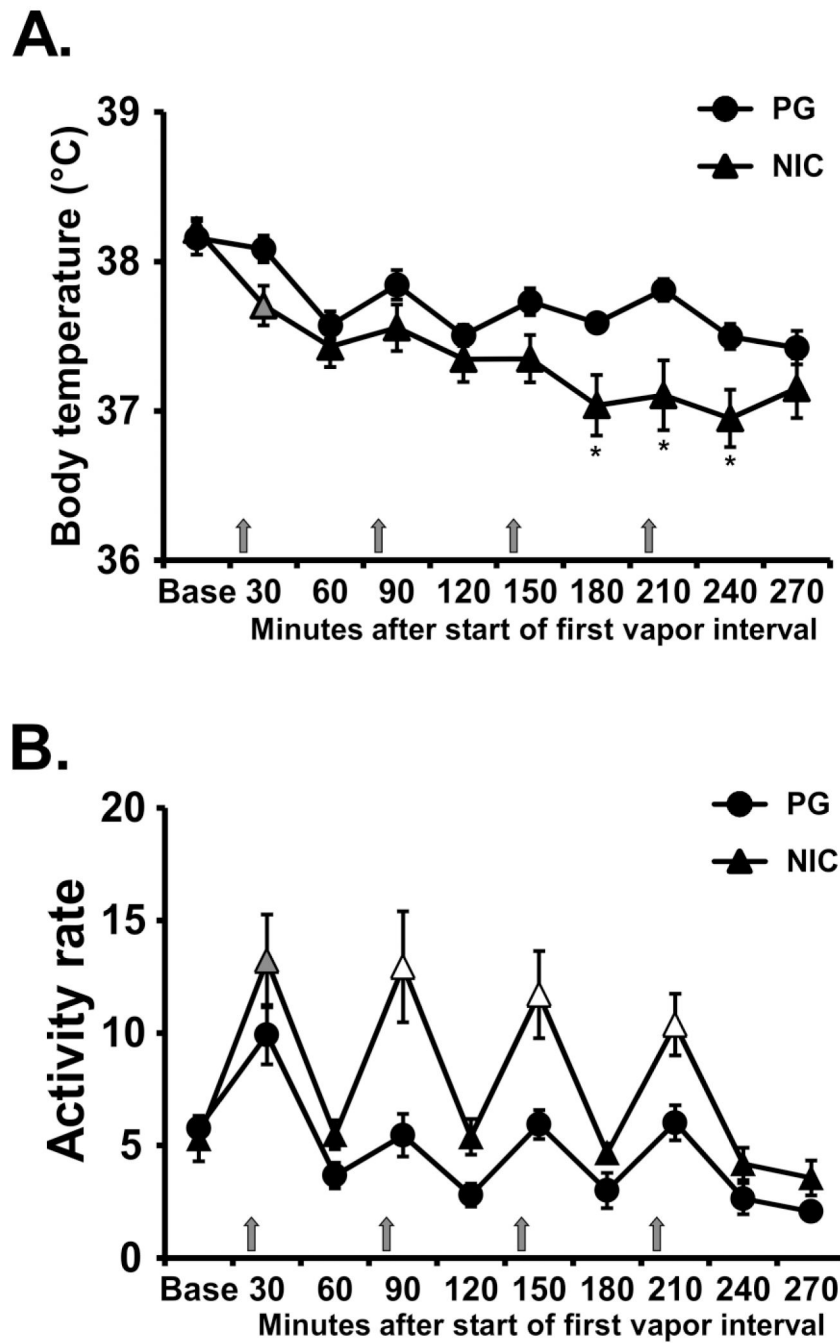 A.
PG
NIC
Body temperature (°C)
39
38
37
36
* * *
Base 30 60 90 120 150 180 210 240 270
Minutes after start of first vapor interval
B.
PG
NIC
Activity rate
20
15
10
5
0
Base 30 60 90 120 150 180 210 240 270
Minutes after start of first vapor interval